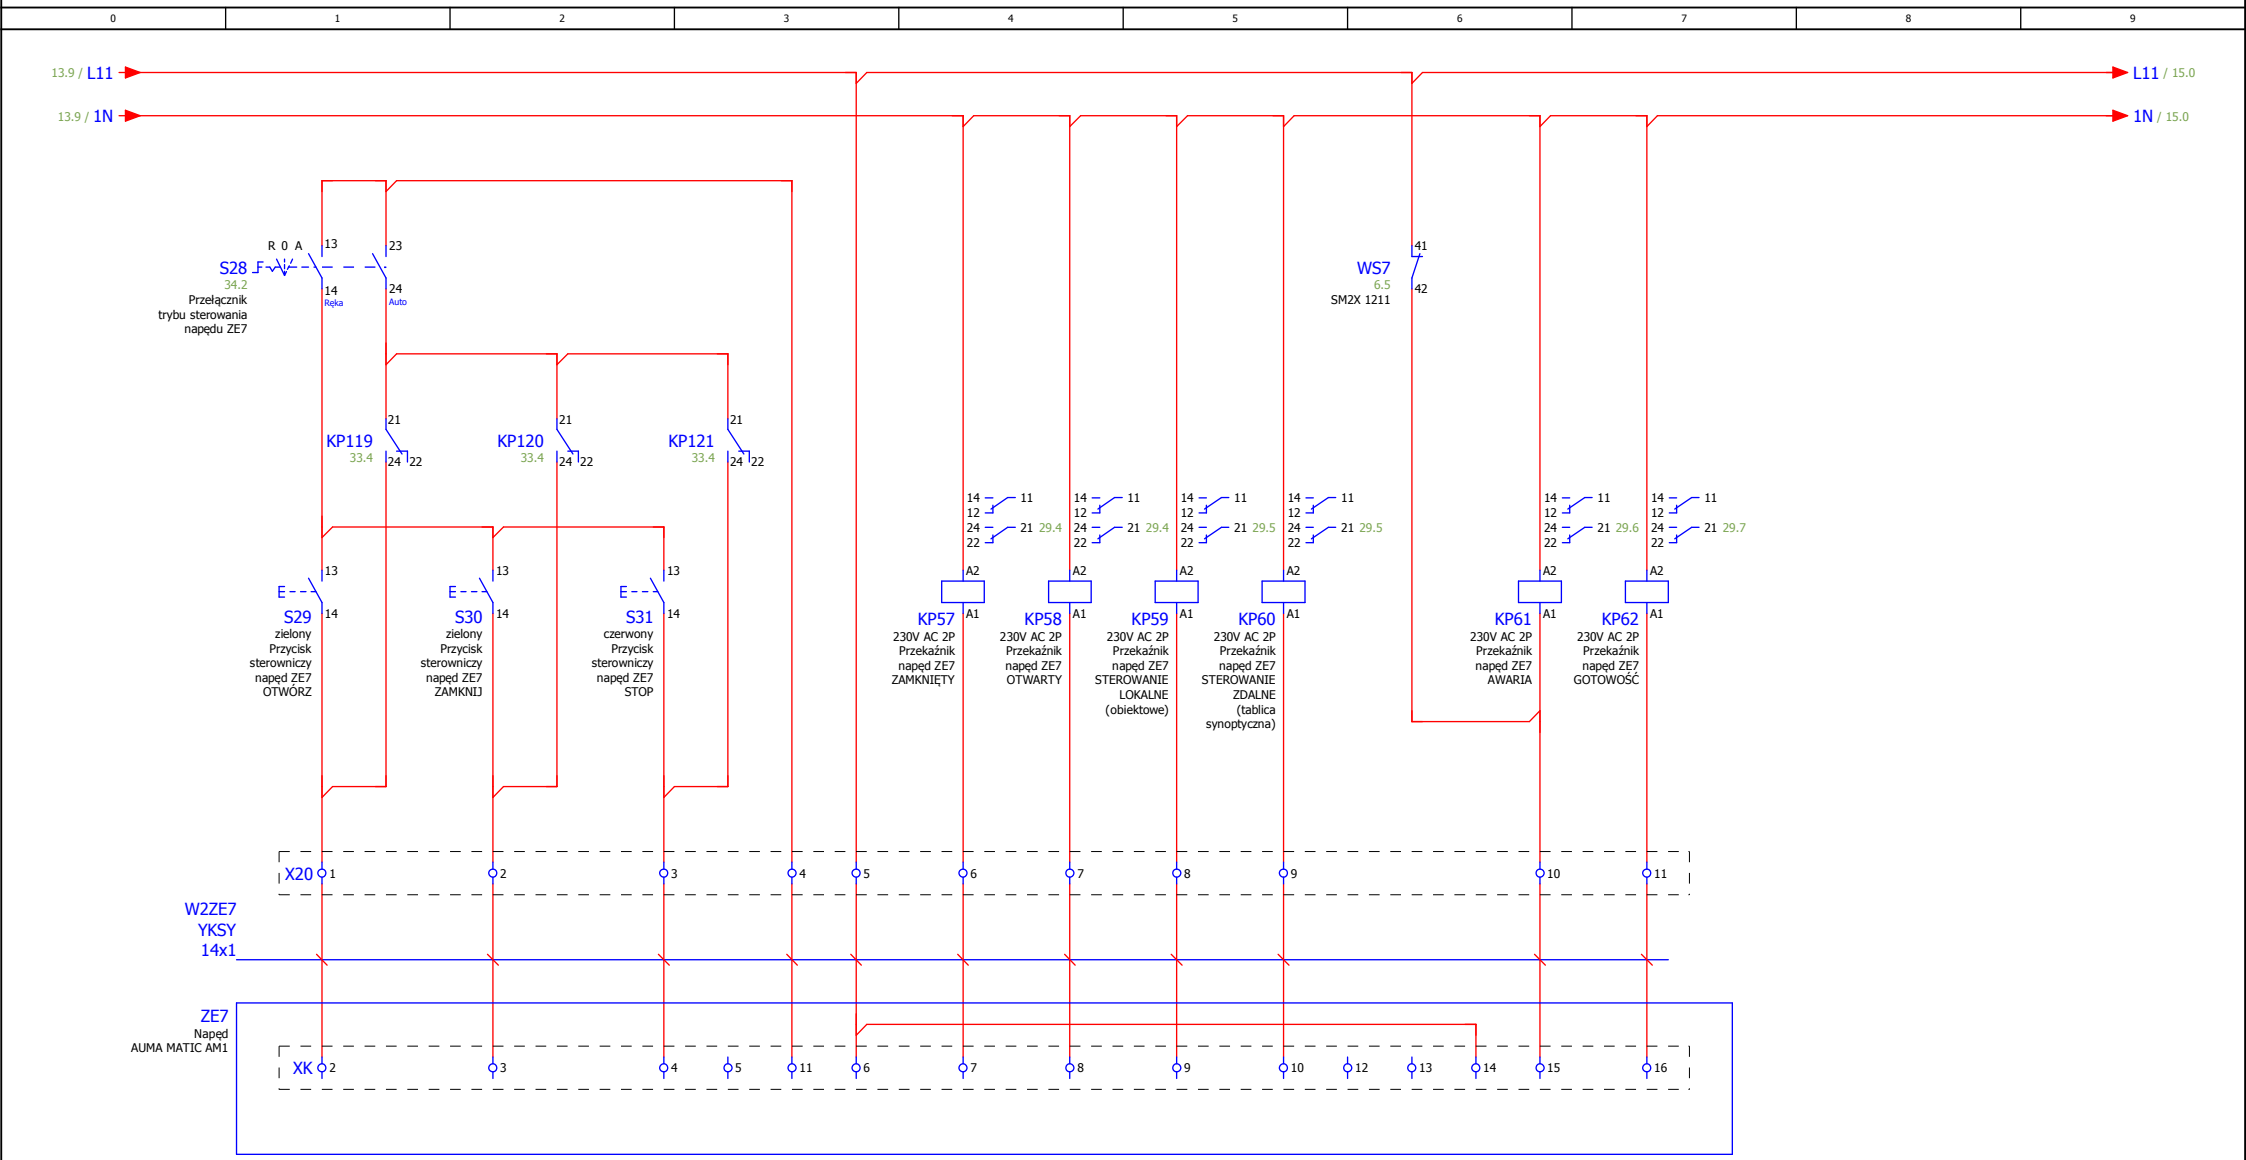 0 1 2 3 4 5 6 7 8 9
13.9 / L11
L11 / 15.0
13.9 / 1N
1N / 15.0
R 0 A
13
23
S28
34.2
Przełącznik
trybu sterowania
napędu ZE7
14
Ręka
24
Auto
41
WS7
6.5
SM2X 1211
42
21
KP119
33.4
24 22
21
KP120
33.4
24 22
21
KP121
33.4
24 22
13
E
S29
14
zielony
Przycisk
sterowniczy
napęd ZE7
OTWÓRZ
13
E
S30
14
zielony
Przycisk
sterowniczy
napęd ZE7
ZAMKNIJ
13
E
S31
14
czerwony
Przycisk
sterowniczy
napęd ZE7
STOP
14 11
12
24 21 29.4
22
A2
A1
KP57
230V AC 2P
Przekaźnik
napęd ZE7
ZAMKNIĘTY
14 11
12
24 21 29.4
22
A2
A1
KP58
230V AC 2P
Przekaźnik
napęd ZE7
OTWARTY
14 11
12
24 21 29.5
22
A2
A1
KP59
230V AC 2P
Przekaźnik
napęd ZE7
STEROWANIE
LOKALNE
(obiektowe)
14 11
12
24 21 29.5
22
A2
A1
KP60
230V AC 2P
Przekaźnik
napęd ZE7
STEROWANIE
ZDALNE
(tablica
synoptyczna)
14 11
12
24 21 29.6
22
A2
A1
KP61
230V AC 2P
Przekaźnik
napęd ZE7
AWARIA
14 11
12
24 21 29.7
22
A2
A1
KP62
230V AC 2P
Przekaźnik
napęd ZE7
GOTOWOŚĆ
X20 1 2 3 4 5 6 7 8 9 10 11
W2ZE7
YKSY
14x1
ZE7
Napęd
AUMA MATIC AM1
XK 2 3 4 5 11 6 7 8 9 10 12 13 14 15 16